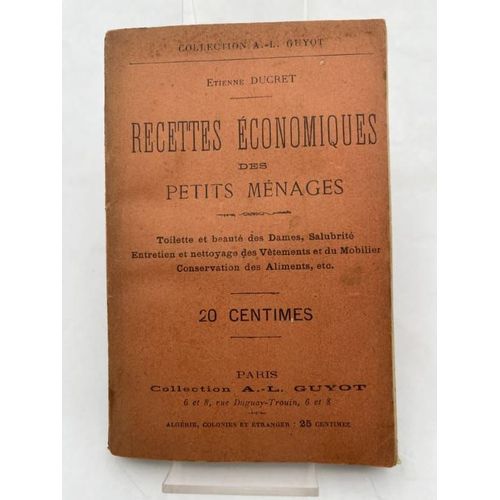 COLLECTION A.-L. GUYOT
ETIENNE DUCRET
RECETTES ÉCONOMIQUES
DES
PETITS MÉNAGES
Toilette et beauté des Dames, Salubrité
Entretien et nettoyage des Vêtements et du Mobilier
Conservation des Aliments, etc.
20 CENTIMES
PARIS
Collection A.-L. GUYOT
6 et 8, rue Duguay-Trouin, 6 et 8
ALGÉRIE, COLONIES ET ÉTRANGER : 25 CENTIMES